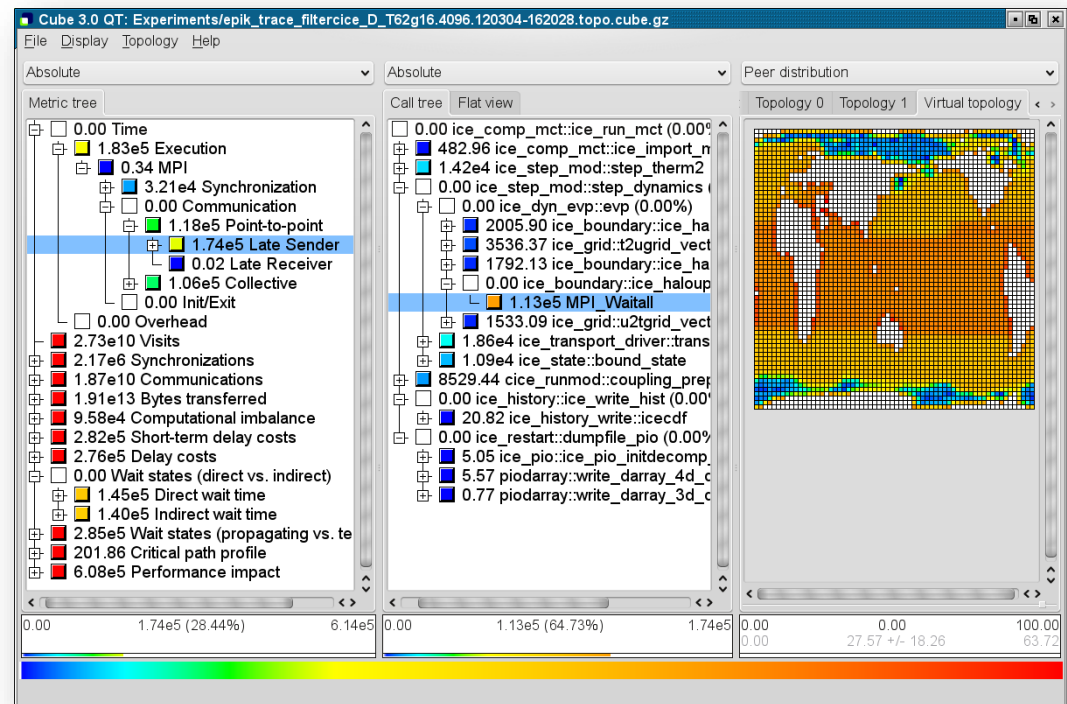 Cube 3.0 QT: Experiments/epik_trace_filtercice_D_T62g16.4096.120304-162028.topo.cube.gz
File Display Topology Help
Absolute
Absolute
Peer distribution
Metric tree
Call tree Flat view
Topology 0 Topology 1 Virtual topology
0.00 Time
1.83e5 Execution
0.34 MPI
3.21e4 Synchronization
0.00 Communication
1.18e5 Point-to-point
1.74e5 Late Sender
0.02 Late Receiver
1.06e5 Collective
0.00 Init/Exit
0.00 Overhead
2.73e10 Visits
2.17e6 Synchronizations
1.87e10 Communications
1.91e13 Bytes transferred
9.58e4 Computational imbalance
2.82e5 Short-term delay costs
2.76e5 Delay costs
0.00 Wait states (direct vs. indirect)
1.45e5 Direct wait time
1.40e5 Indirect wait time
2.85e5 Wait states (propagating vs. te
201.86 Critical path profile
6.08e5 Performance impact
0.00 ice_comp_mct::ice_run_mct (0.00%
482.96 ice_comp_mct::ice_import_m
1.42e4 ice_step_mod::step_therm2
0.00 ice_step_mod::step_dynamics (
0.00 ice_dyn_evp::evp (0.00%)
2005.90 ice_boundary::ice_ha
3536.37 ice_grid::t2ugrid_vect
1792.13 ice_boundary::ice_ha
0.00 ice_boundary::ice_haloup
1.13e5 MPI_Waitall
1533.09 ice_grid::u2tgrid_vect
1.86e4 ice_transport_driver::trans
1.09e4 ice_state::bound_state
8529.44 cice_runmod::coupling_prep
0.00 ice_history::ice_write_hist (0.00%
20.82 ice_history_write::icecdf
0.00 ice_restart::dumpfile_pio (0.00%
5.05 ice_pio::ice_pio_initdecomp_
5.57 piodarray::write_darray_4d_d
0.77 piodarray::write_darray_3d_d
0.00 1.74e5 (28.44%) 6.14e5
0.00 1.13e5 (64.73%) 1.74e5
0.00 0.00 100.00
0.00 27.57 +/- 18.26 63.72